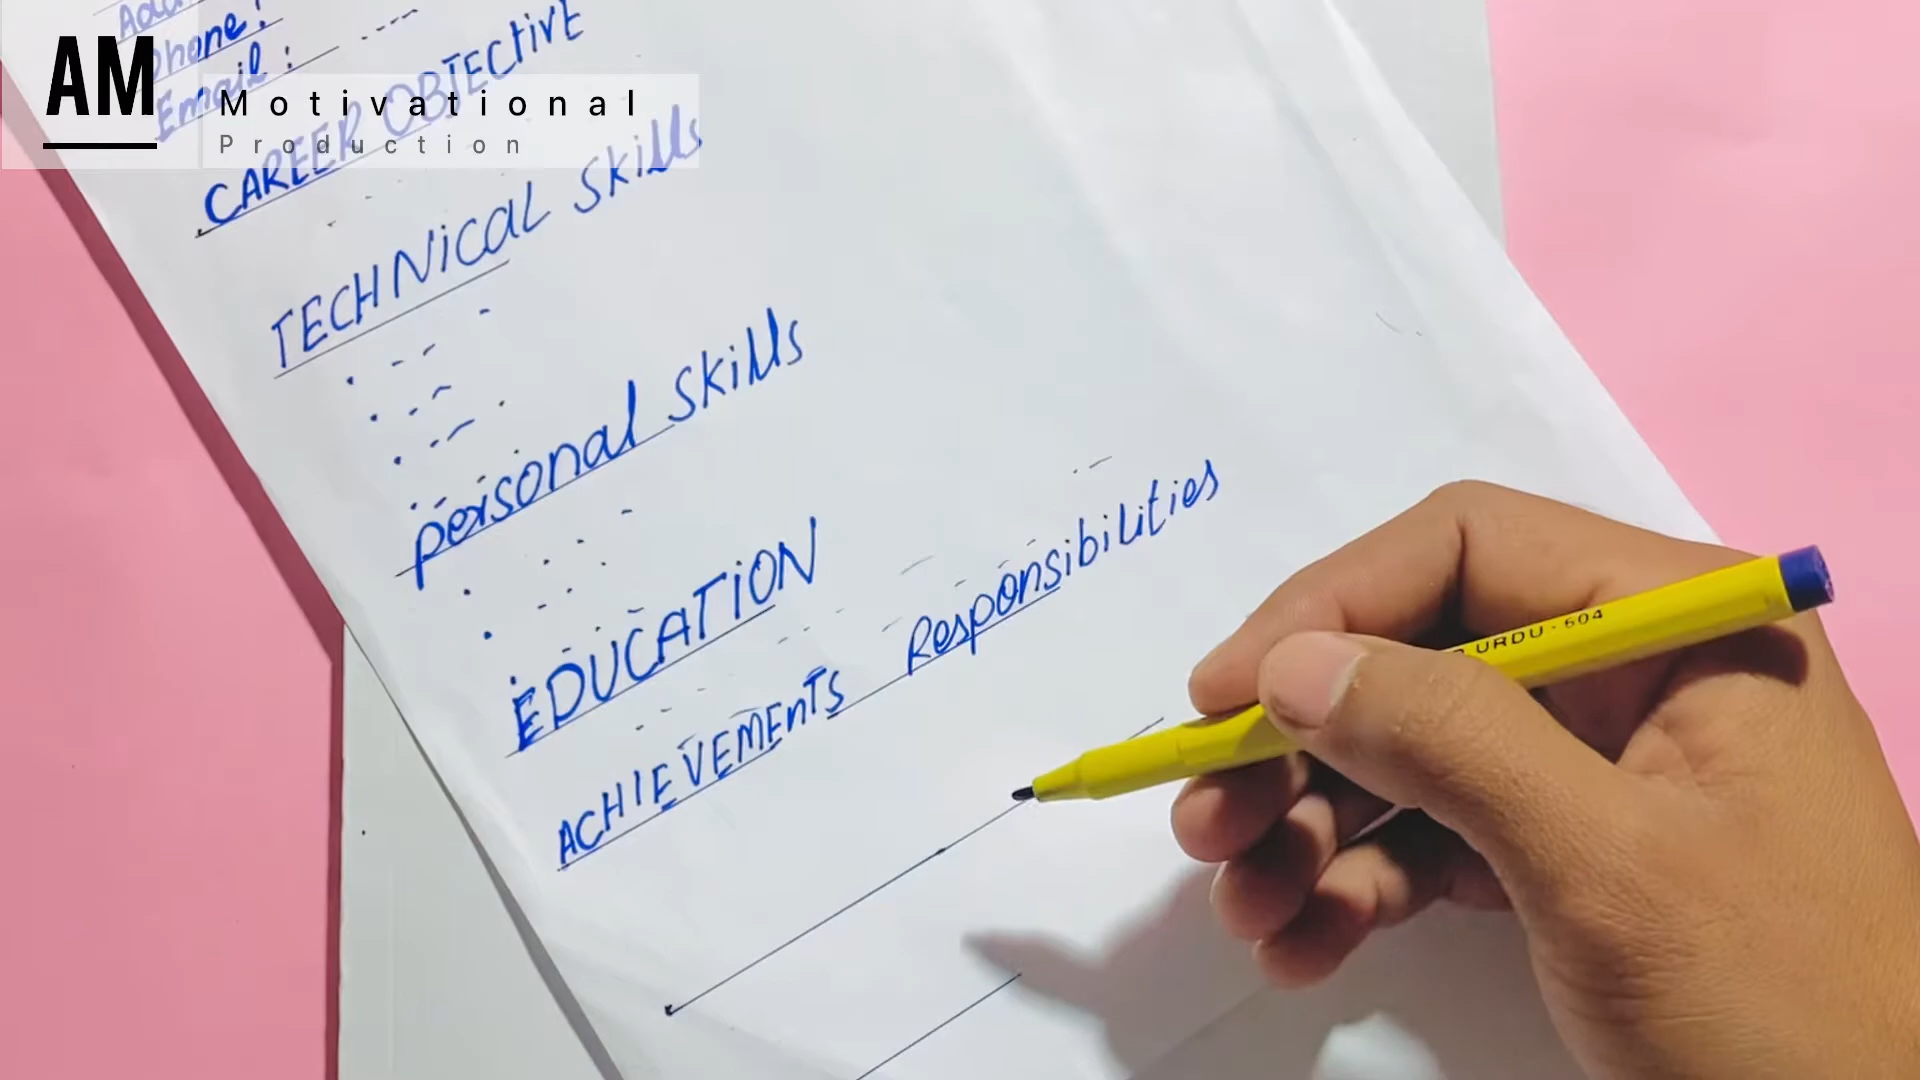 Phone:
Email:
CAREER OBJECTIVE
TECHNICAL Skills
personal skills
EDUCATION
ACHIEVEMENTS Responsibilities
AM
Motivational
Production
URDU - 604